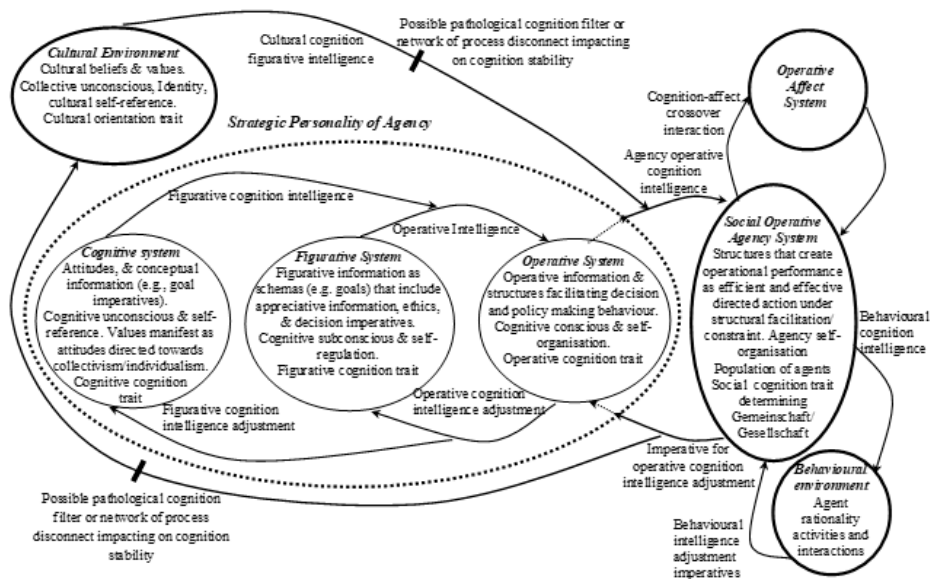 Cultural Environment
Cultural beliefs & values.
Collective unconscious, Identity,
cultural self-reference.
Cultural orientation trait
Cultural cognition
figurative intelligence
Possible pathological cognition filter or
network of process disconnect impacting
on cognition stability
Operative
Affect
System
Cognition-affect
crossover
interaction
Strategic Personality of Agency
Agency operative
cognition
intelligence
Figurative cognition intelligence
Operative Intelligence
Cognitive system
Attitudes, & conceptual
information (e.g., goal
imperatives).
Cognitive unconscious & self-
reference. Values manifest as
attitudes directed towards
collectivism/individualism.
Cognitive cognition
trait
Figurative System
Figurative information as
schemas (e.g. goals) that include
appreciative information, ethics,
& decision imperatives.
Cognitive subconscious & self-
regulation.
Figurative cognition trait
Operative System
Operative information &
structures facilitating decision
and policy making behaviour.
Cognitive conscious & self-
organisation.
Operative cognition trait
Social Operative
Agency System
Structures that create
operational performance
as efficient and effective
directed action under
structural facilitation/
constraint. Agency self-
organisation
Population of agents
Social cognition trait
determining
Gemeinschaft/
Gesellschaft
Behavioural
cognition
intelligence
Figurative cognition
intelligence adjustment
Operative cognition
intelligence adjustment
Imperative for
operative cognition
intelligence adjustment
Possible pathological cognition
filter or network of process
disconnect impacting on cognition
stability
Behavioural
environment
Agent
rationality
activities and
interactions
Behavioural
intelligence
adjustment
imperatives